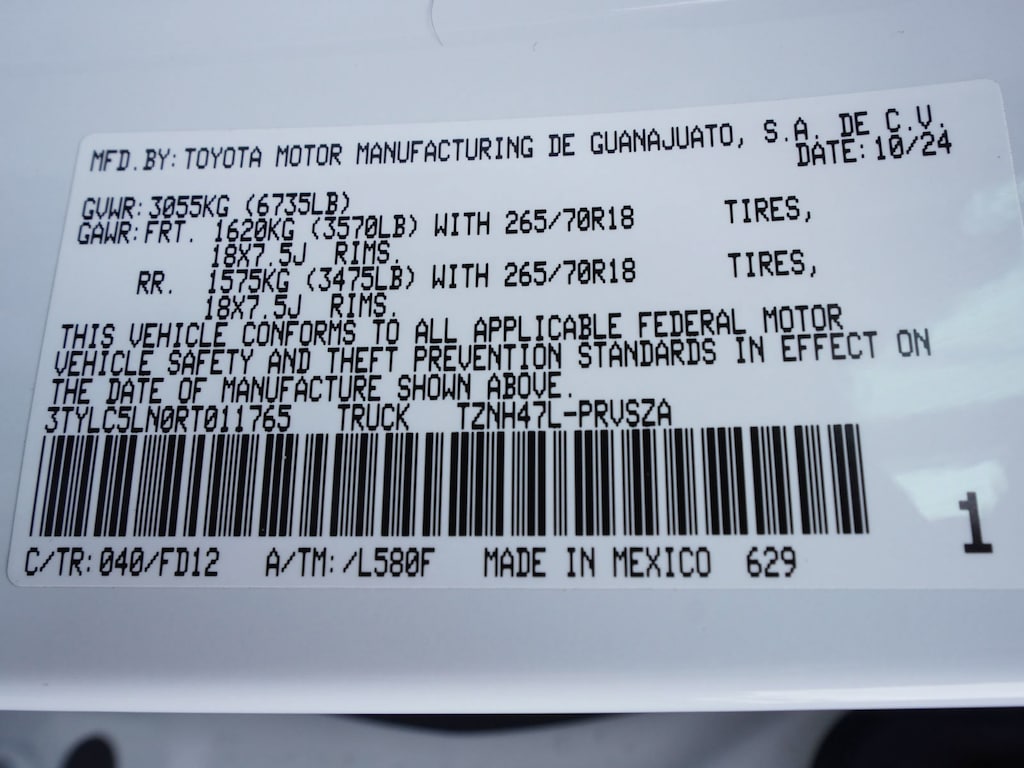 MFD.BY:TOYOTA MOTOR MANUFACTURING DE GUANAJUATO, S.A. DE C.V.
DATE:10/24
GVWR:3055KG (6735LB)
GAWR:FRT. 1620KG (3570LB) WITH 265/70R18 TIRES,
18X7.5J RIMS.
RR. 1575KG (3475LB) WITH 265/70R18 TIRES,
18X7.5J RIMS.
THIS VEHICLE CONFORMS TO ALL APPLICABLE FEDERAL MOTOR
VEHICLE SAFETY AND THEFT PREVENTION STANDARDS IN EFFECT ON
THE DATE OF MANUFACTURE SHOWN ABOVE.
3TYLC5LN0RT011765 TRUCK TZNH47L-PRVSZA
C/TR:040/FD12 A/TM:/L580F MADE IN MEXICO 629
1